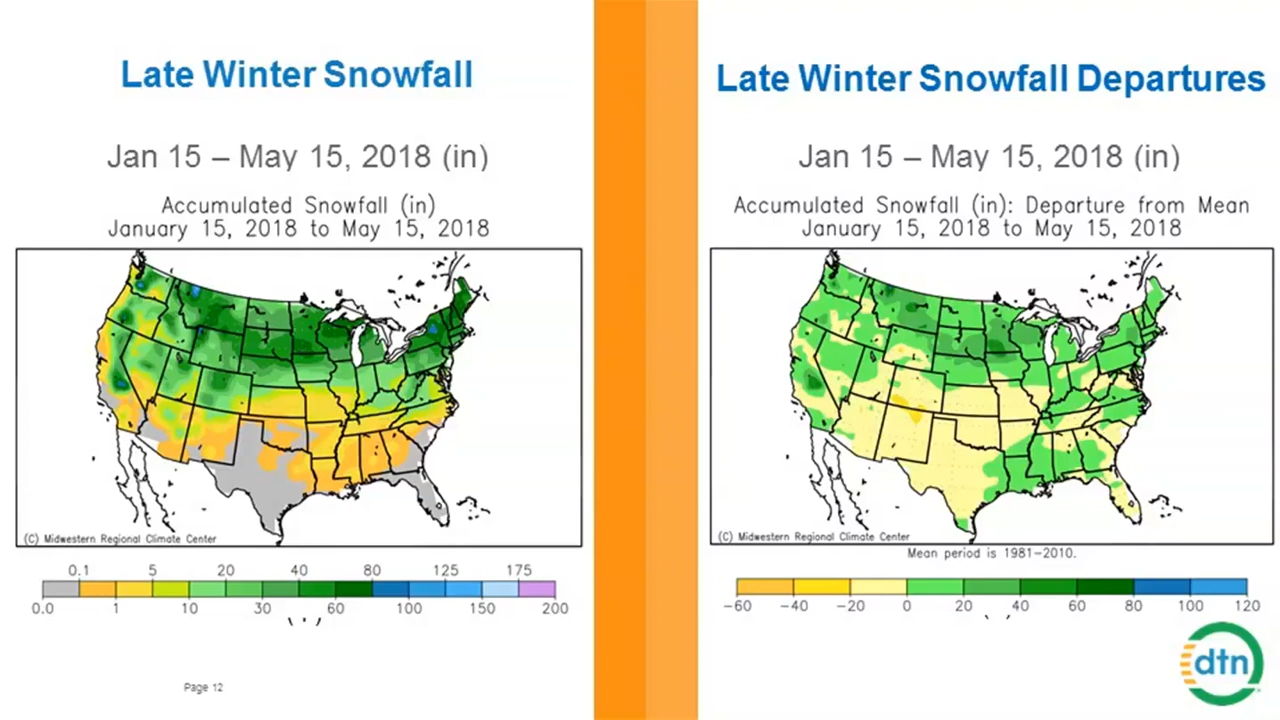 Late Winter Snowfall
Jan 15 – May 15, 2018 (in)
Accumulated Snowfall (in)
January 15, 2018 to May 15, 2018
(C) Midwestern Regional Climate Center
0.1 5 20 40 80 125 175
0.0 1 10 30 60 100 150 200
Page 12
Late Winter Snowfall Departures
Jan 15 – May 15, 2018 (in)
Accumulated Snowfall (in): Departure from Mean
January 15, 2018 to May 15, 2018
(C) Midwestern Regional Climate Center
Mean period is 1981–2010.
−60 −40 −20 0 20 40 60 80 100 120
dtn